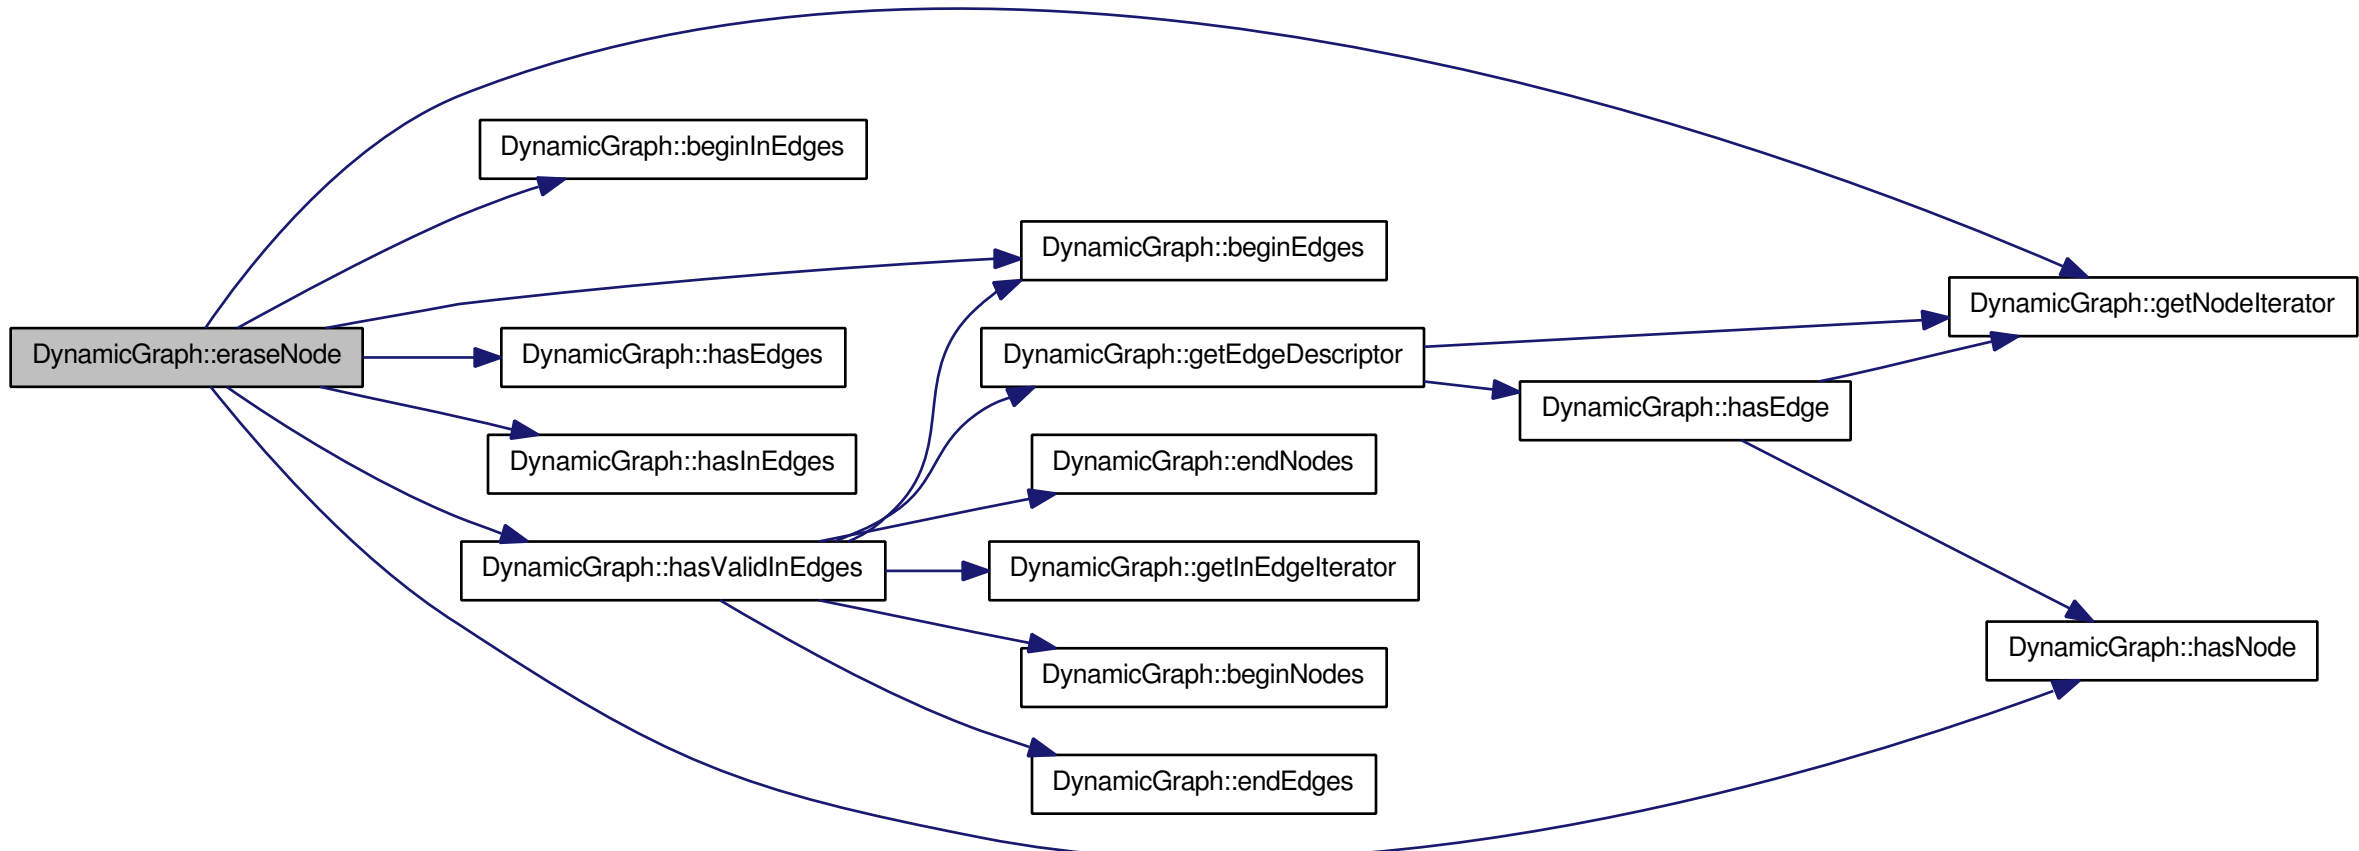 DynamicGraph::eraseNode
DynamicGraph::beginInEdges
DynamicGraph::hasEdges
DynamicGraph::hasInEdges
DynamicGraph::hasValidInEdges
DynamicGraph::beginEdges
DynamicGraph::getEdgeDescriptor
DynamicGraph::endNodes
DynamicGraph::getInEdgeIterator
DynamicGraph::beginNodes
DynamicGraph::endEdges
DynamicGraph::hasEdge
DynamicGraph::getNodeIterator
DynamicGraph::hasNode